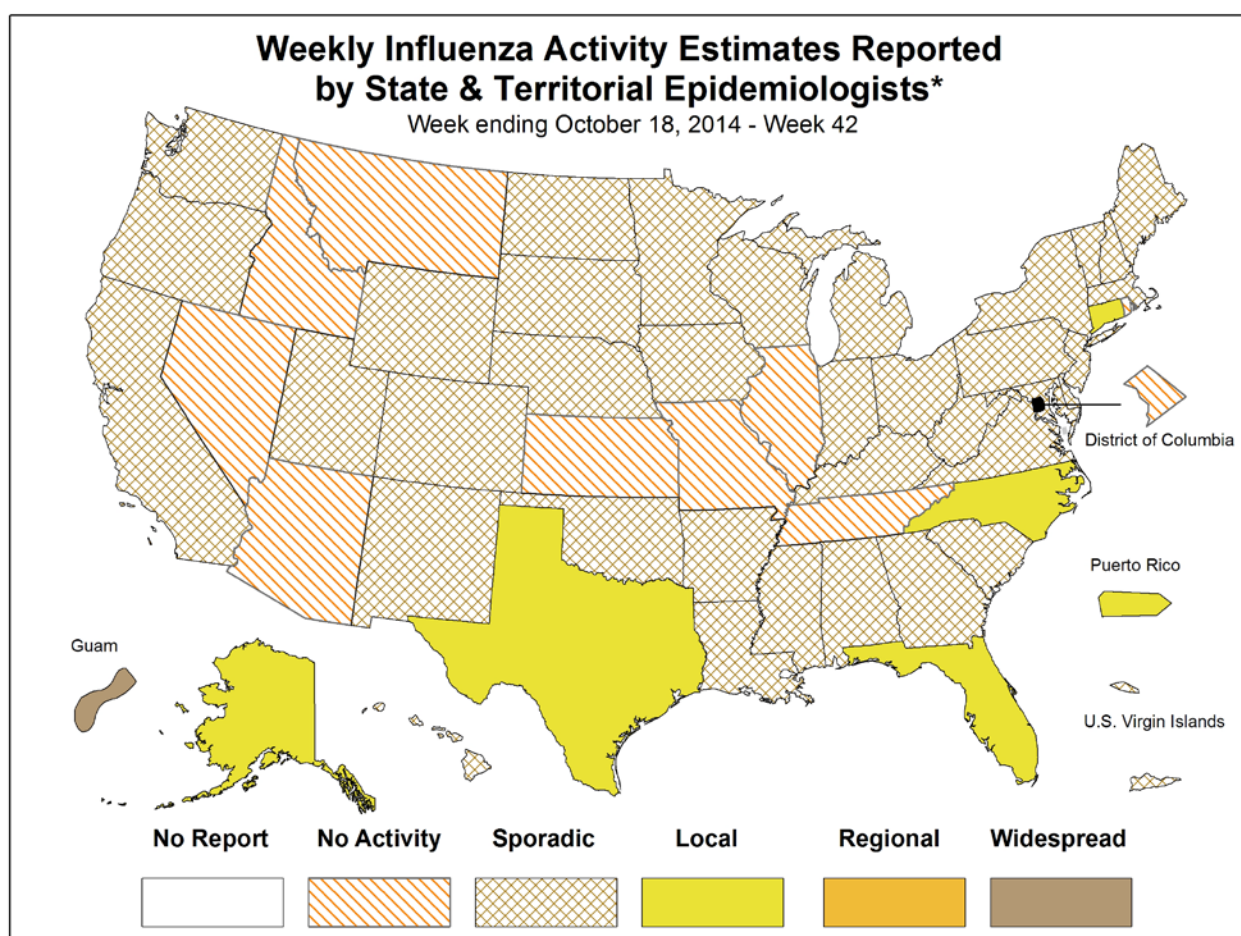 Weekly Influenza Activity Estimates Reported
by State & Territorial Epidemiologists*
Week ending October 18, 2014 - Week 42
District of Columbia
Puerto Rico
Guam
U.S. Virgin Islands
No Report
No Activity
Sporadic
Local
Regional
Widespread